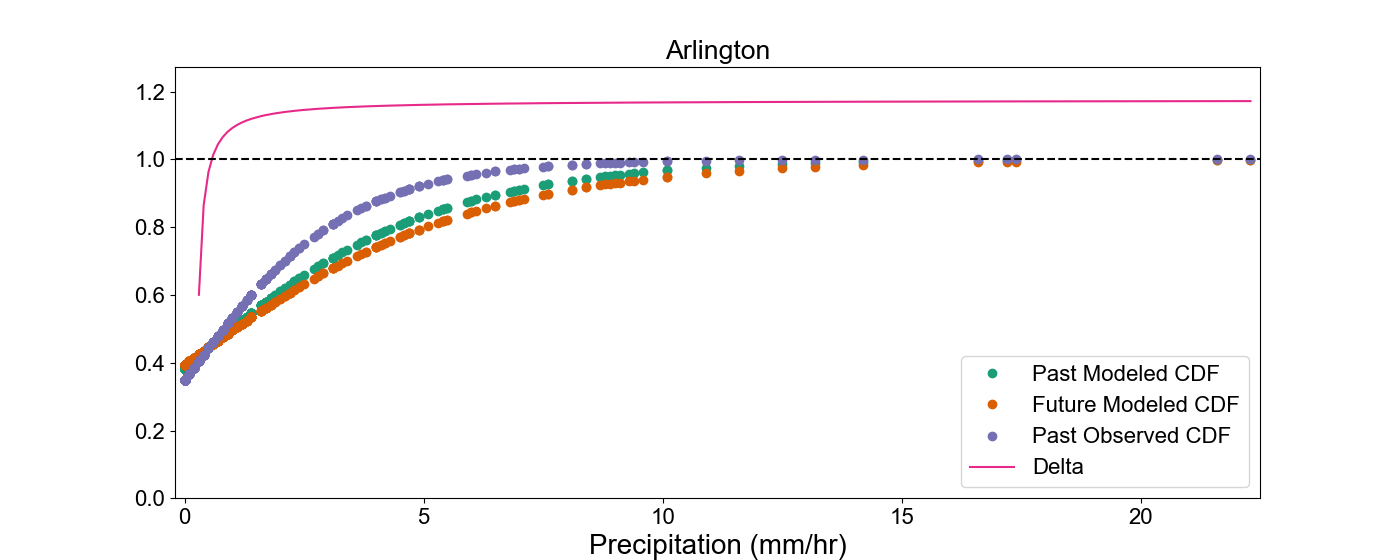 Arlington
1.2
1.0
0.8
0.6
0.4
0.2
0.0
Past Modeled CDF
Future Modeled CDF
Past Observed CDF
Delta
0 5 10 15 20
Precipitation (mm/hr)